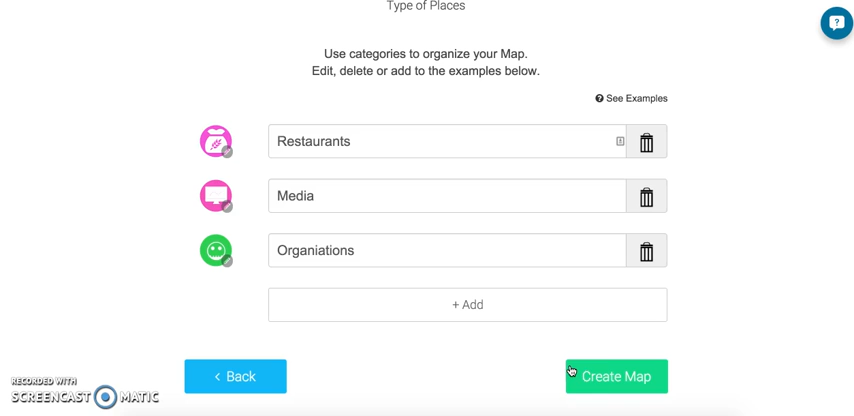 Type of Places
Use categories to organize your Map.
Edit, delete or add to the examples below.
? See Examples
Restaurants
Media
Organiations
+ Add
< Back
Create Map
RECORDED WITH
SCREENCAST MATIC